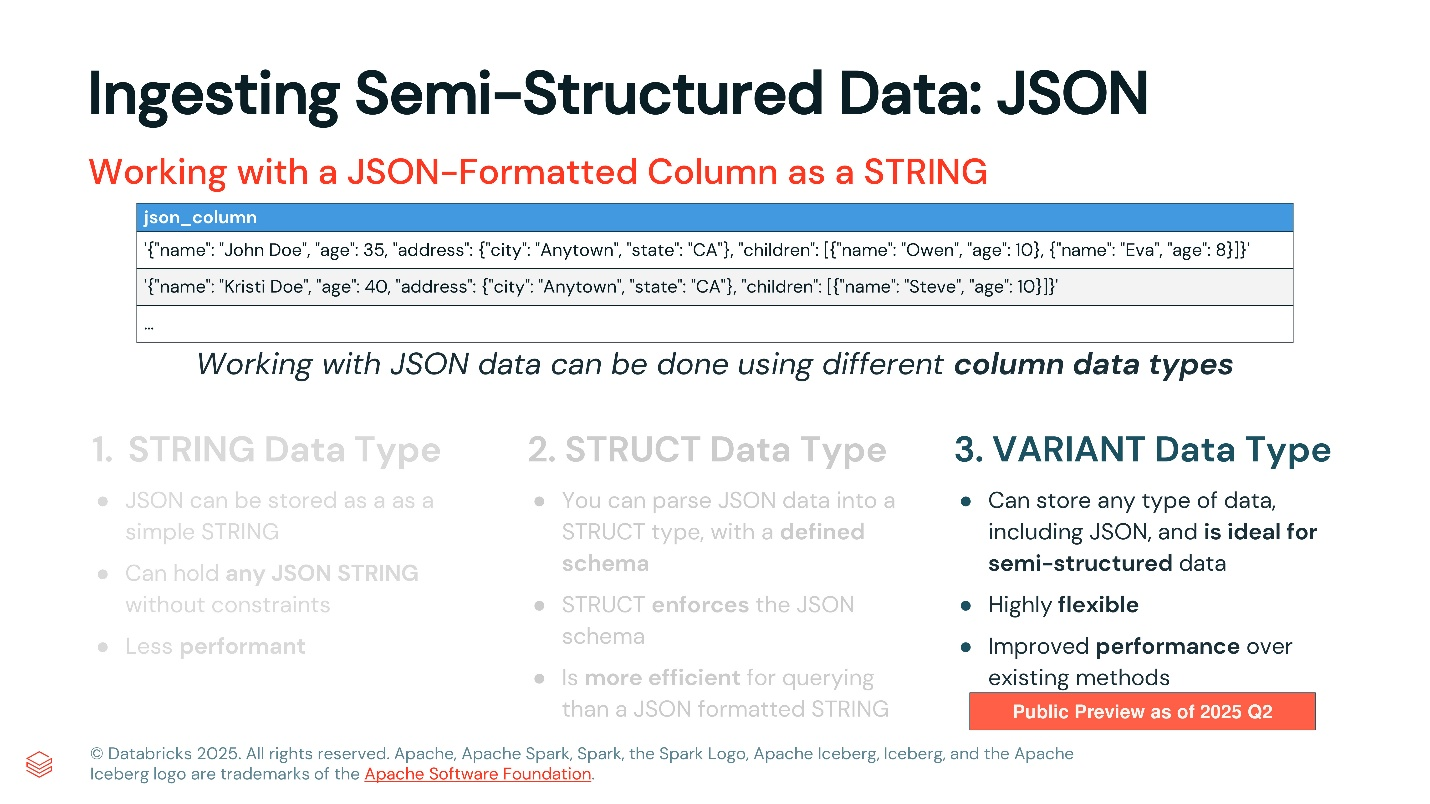 Ingesting Semi-Structured Data: JSON
Working with a JSON-Formatted Column as a STRING
json_column
'{"name": "John Doe", "age": 35, "address": {"city": "Anytown", "state": "CA"}, "children": [{"name": "Owen", "age": 10}, {"name": "Eva", "age": 8}]}'
'{"name": "Kristi Doe", "age": 40, "address": {"city": "Anytown", "state": "CA"}, "children": [{"name": "Steve", "age": 10}]}'
...
Working with JSON data can be done using different column data types
1. STRING Data Type
● JSON can be stored as a as a
simple STRING
● Can hold any JSON STRING
without constraints
● Less performant
2. STRUCT Data Type
● You can parse JSON data into a
STRUCT type, with a defined
schema
● STRUCT enforces the JSON
schema
● Is more efficient for querying
than a JSON formatted STRING
3. VARIANT Data Type
● Can store any type of data,
including JSON, and is ideal for
semi-structured data
● Highly flexible
● Improved performance over
existing methods
Public Preview as of 2025 Q2
© Databricks 2025. All rights reserved. Apache, Apache Spark, Spark, the Spark Logo, Apache Iceberg, Iceberg, and the Apache
Iceberg logo are trademarks of the Apache Software Foundation.